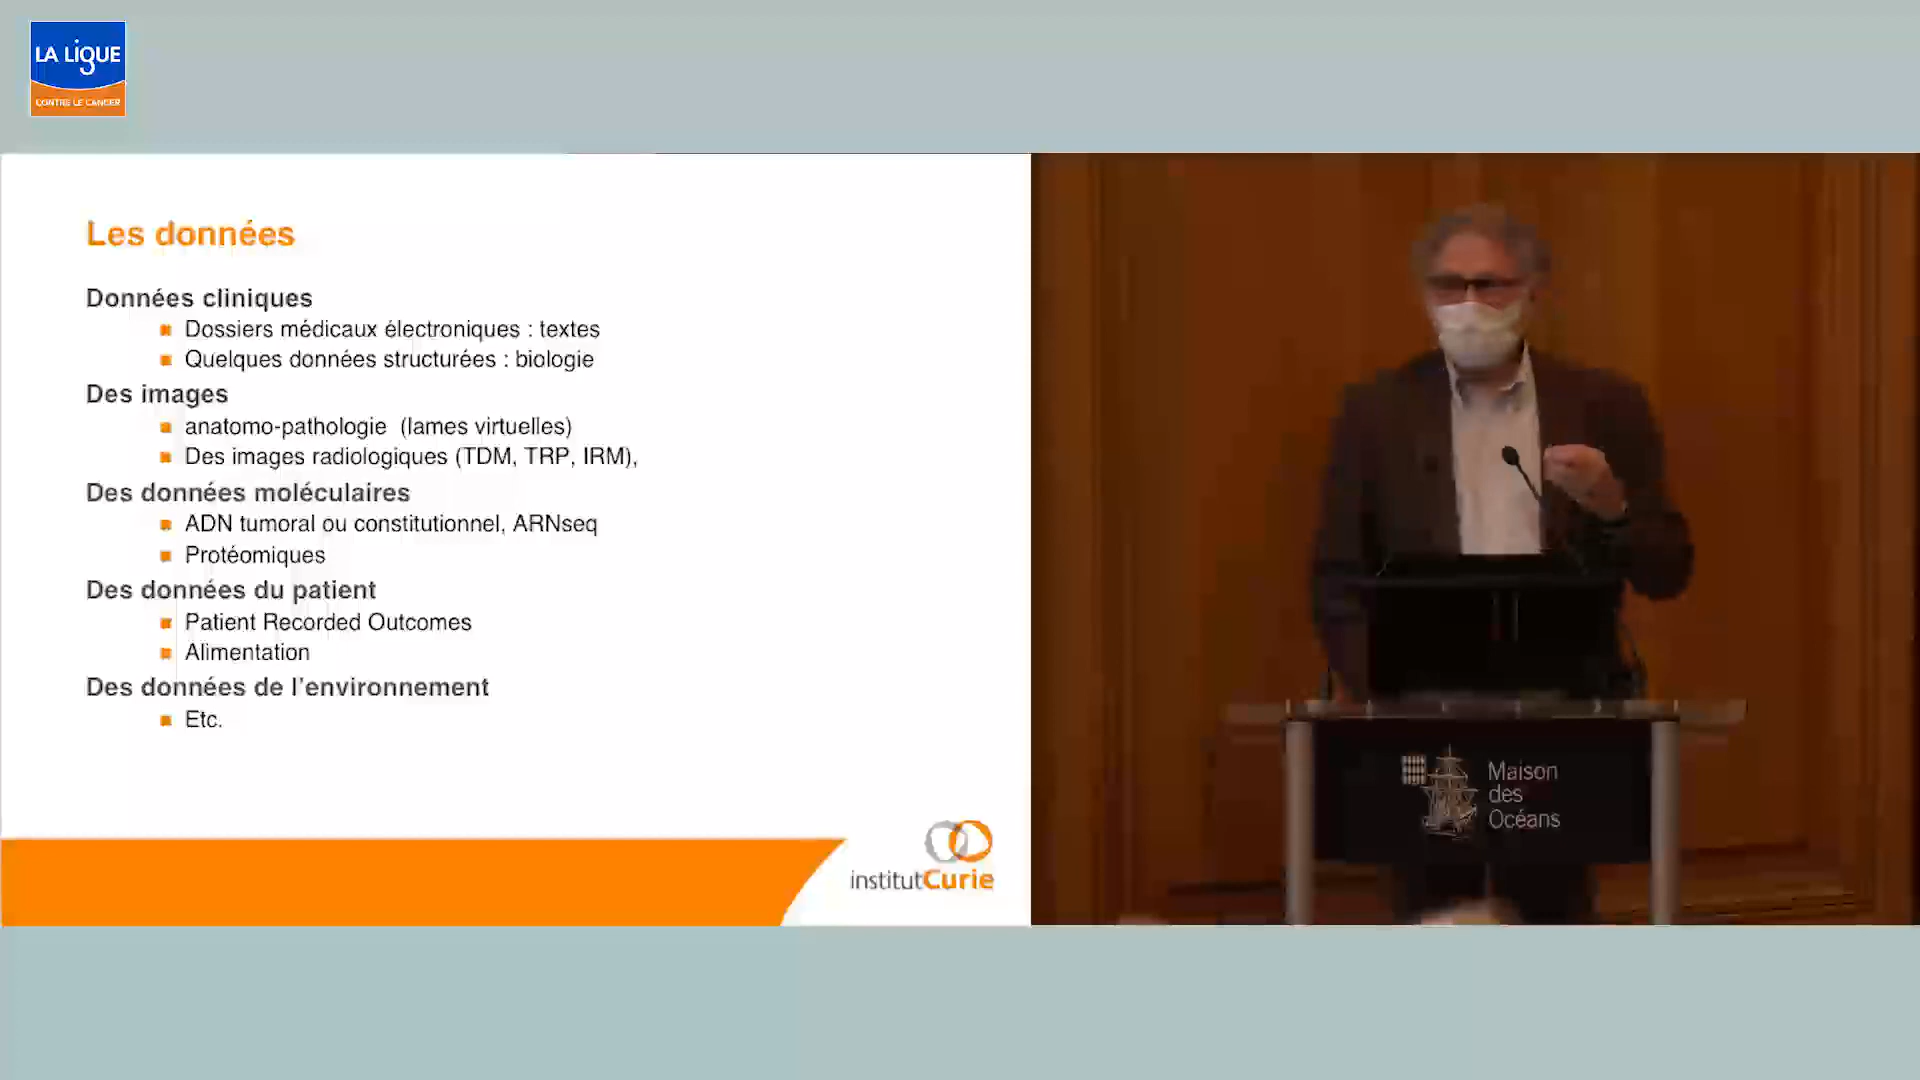 LA LIGUE
CONTRE LE CANCER
Les données
Données cliniques
Dossiers médicaux électroniques : textes
Quelques données structurées : biologie
Des images
anatomo-pathologie (lames virtuelles)
Des images radiologiques (TDM, TRP, IRM),
Des données moléculaires
ADN tumoral ou constitutionnel, ARNseq
Protéomiques
Des données du patient
Patient Recorded Outcomes
Alimentation
Des données de l'environnement
Etc.
institutCurie
Maison
des
Océans